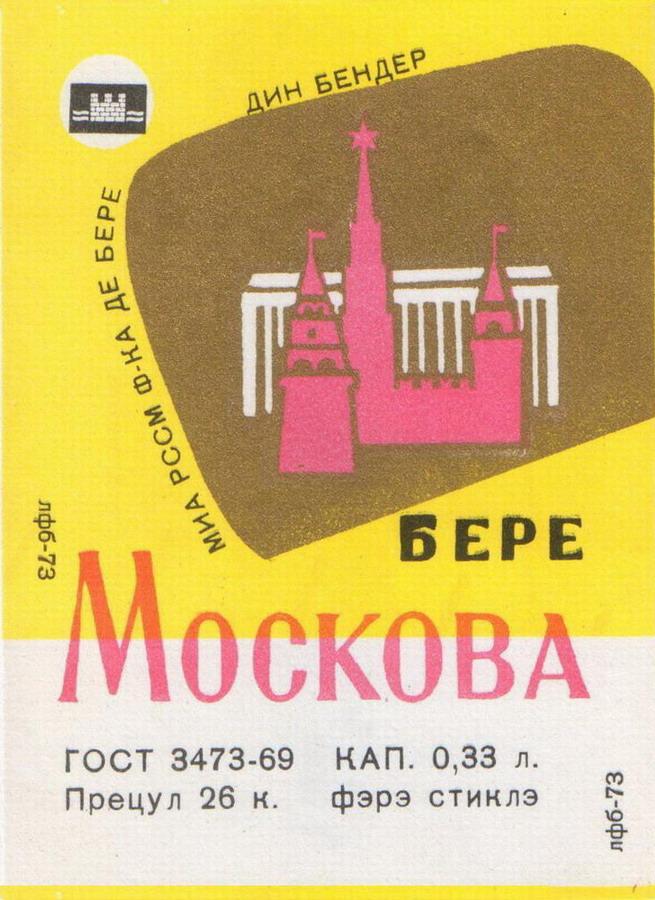 МИА РССМ Ф-КА ДЕ БЕРЕ
ДИН БЕНДЕР
БЕРЕ
лфб-73
МОСКОВА
ГОСТ 3473-69 КАП. 0,33 л.
Прецул 26 к. фэрэ стиклэ
лфб-73